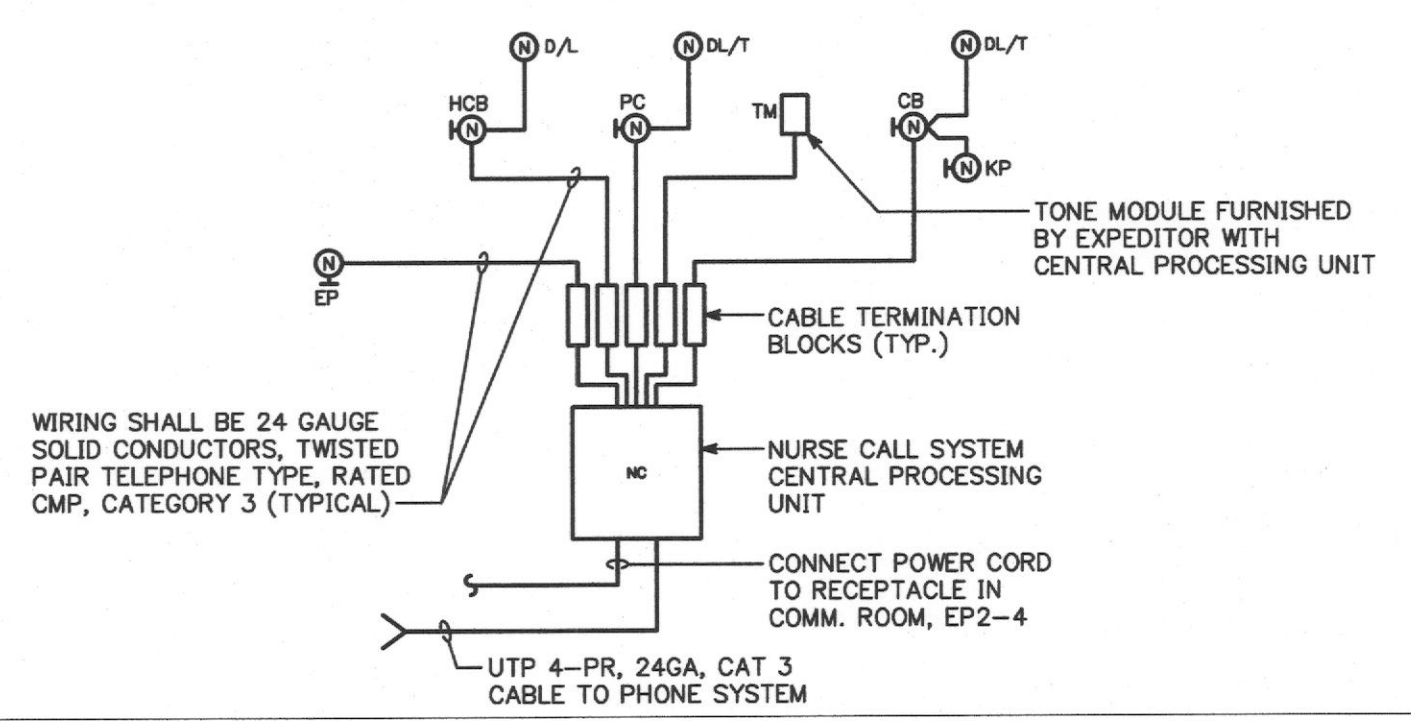 N D/L
N DL/T
N DL/T
HCB
N
PC
N
TM
CB
N
N KP
TONE MODULE FURNISHED
BY EXPEDITOR WITH
CENTRAL PROCESSING UNIT
N
EP
CABLE TERMINATION
BLOCKS (TYP.)
WIRING SHALL BE 24 GAUGE
SOLID CONDUCTORS, TWISTED
PAIR TELEPHONE TYPE, RATED
CMP, CATEGORY 3 (TYPICAL)
NC
NURSE CALL SYSTEM
CENTRAL PROCESSING
UNIT
CONNECT POWER CORD
TO RECEPTACLE IN
COMM. ROOM, EP2-4
UTP 4-PR, 24GA, CAT 3
CABLE TO PHONE SYSTEM